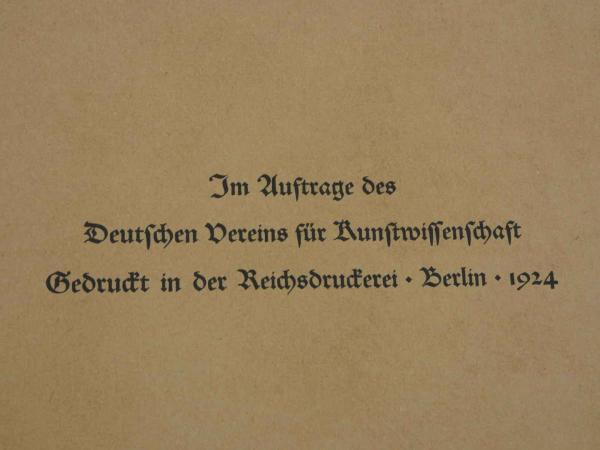 Im Auftrage des
Deutſchen Vereins für Kunſtwiſſenſchaft
Gedruckt in der Reichsdruckerei · Berlin · 1924